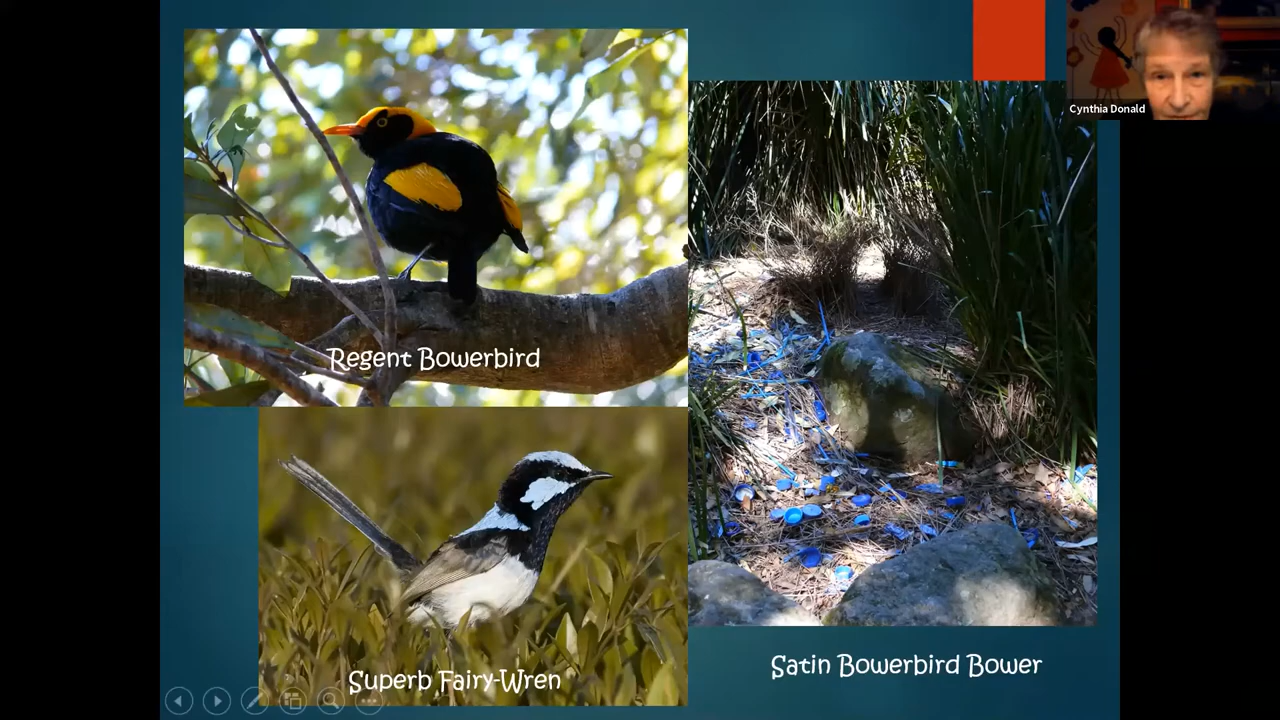 Cynthia Donald
Regent Bowerbird
Superb Fairy-Wren
Satin Bowerbird Bower